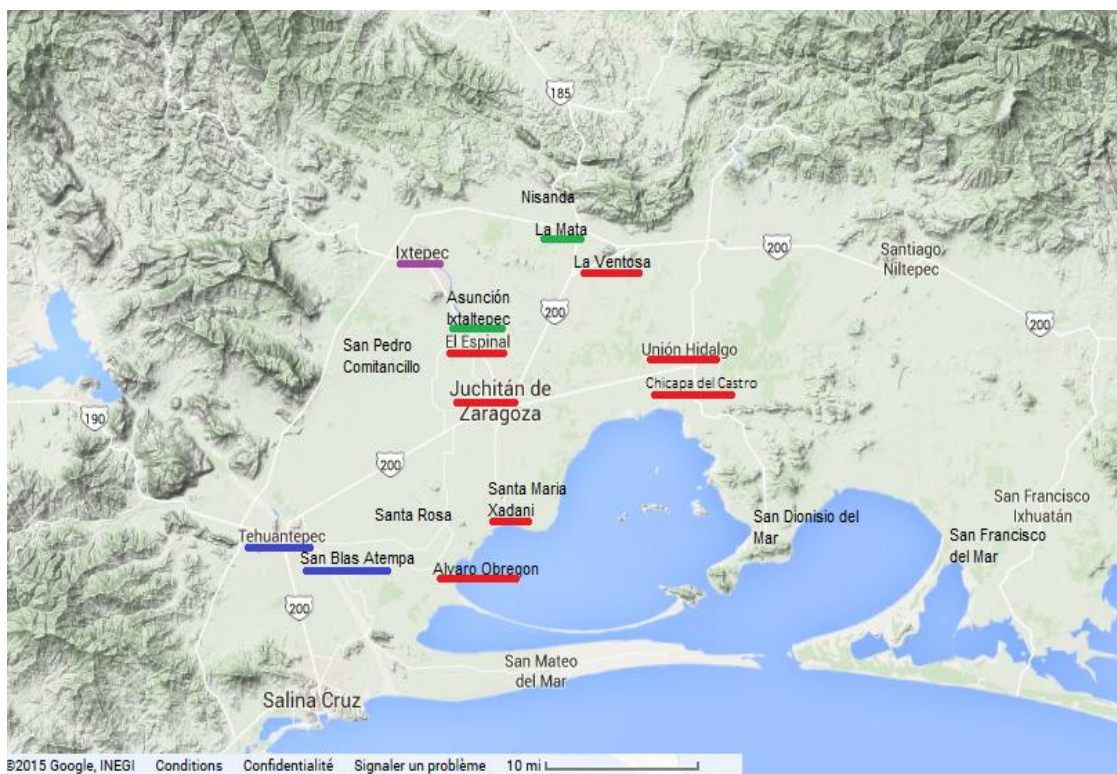 185
Nisanda
La Mata
Ixtepec
La Ventosa
200
Santiago
Niltepec
Asunción
Ixtaltepec
200
200
El Espinal
San Pedro
Comitancillo
Unión Hidalgo
Chicapa del Castro
Juchitán de
Zaragoza
190
200
Santa Maria
Xadani
San Francisco
Ixhuatán
Santa Rosa
San Dionisio del
Mar
San Francisco
del Mar
Tehuantepec
San Blas Atempa
Alvaro Obregon
200
San Mateo
del Mar
Salina Cruz
©2015 Google, INEGI Conditions Confidentialité Signaler un problème 10 mi